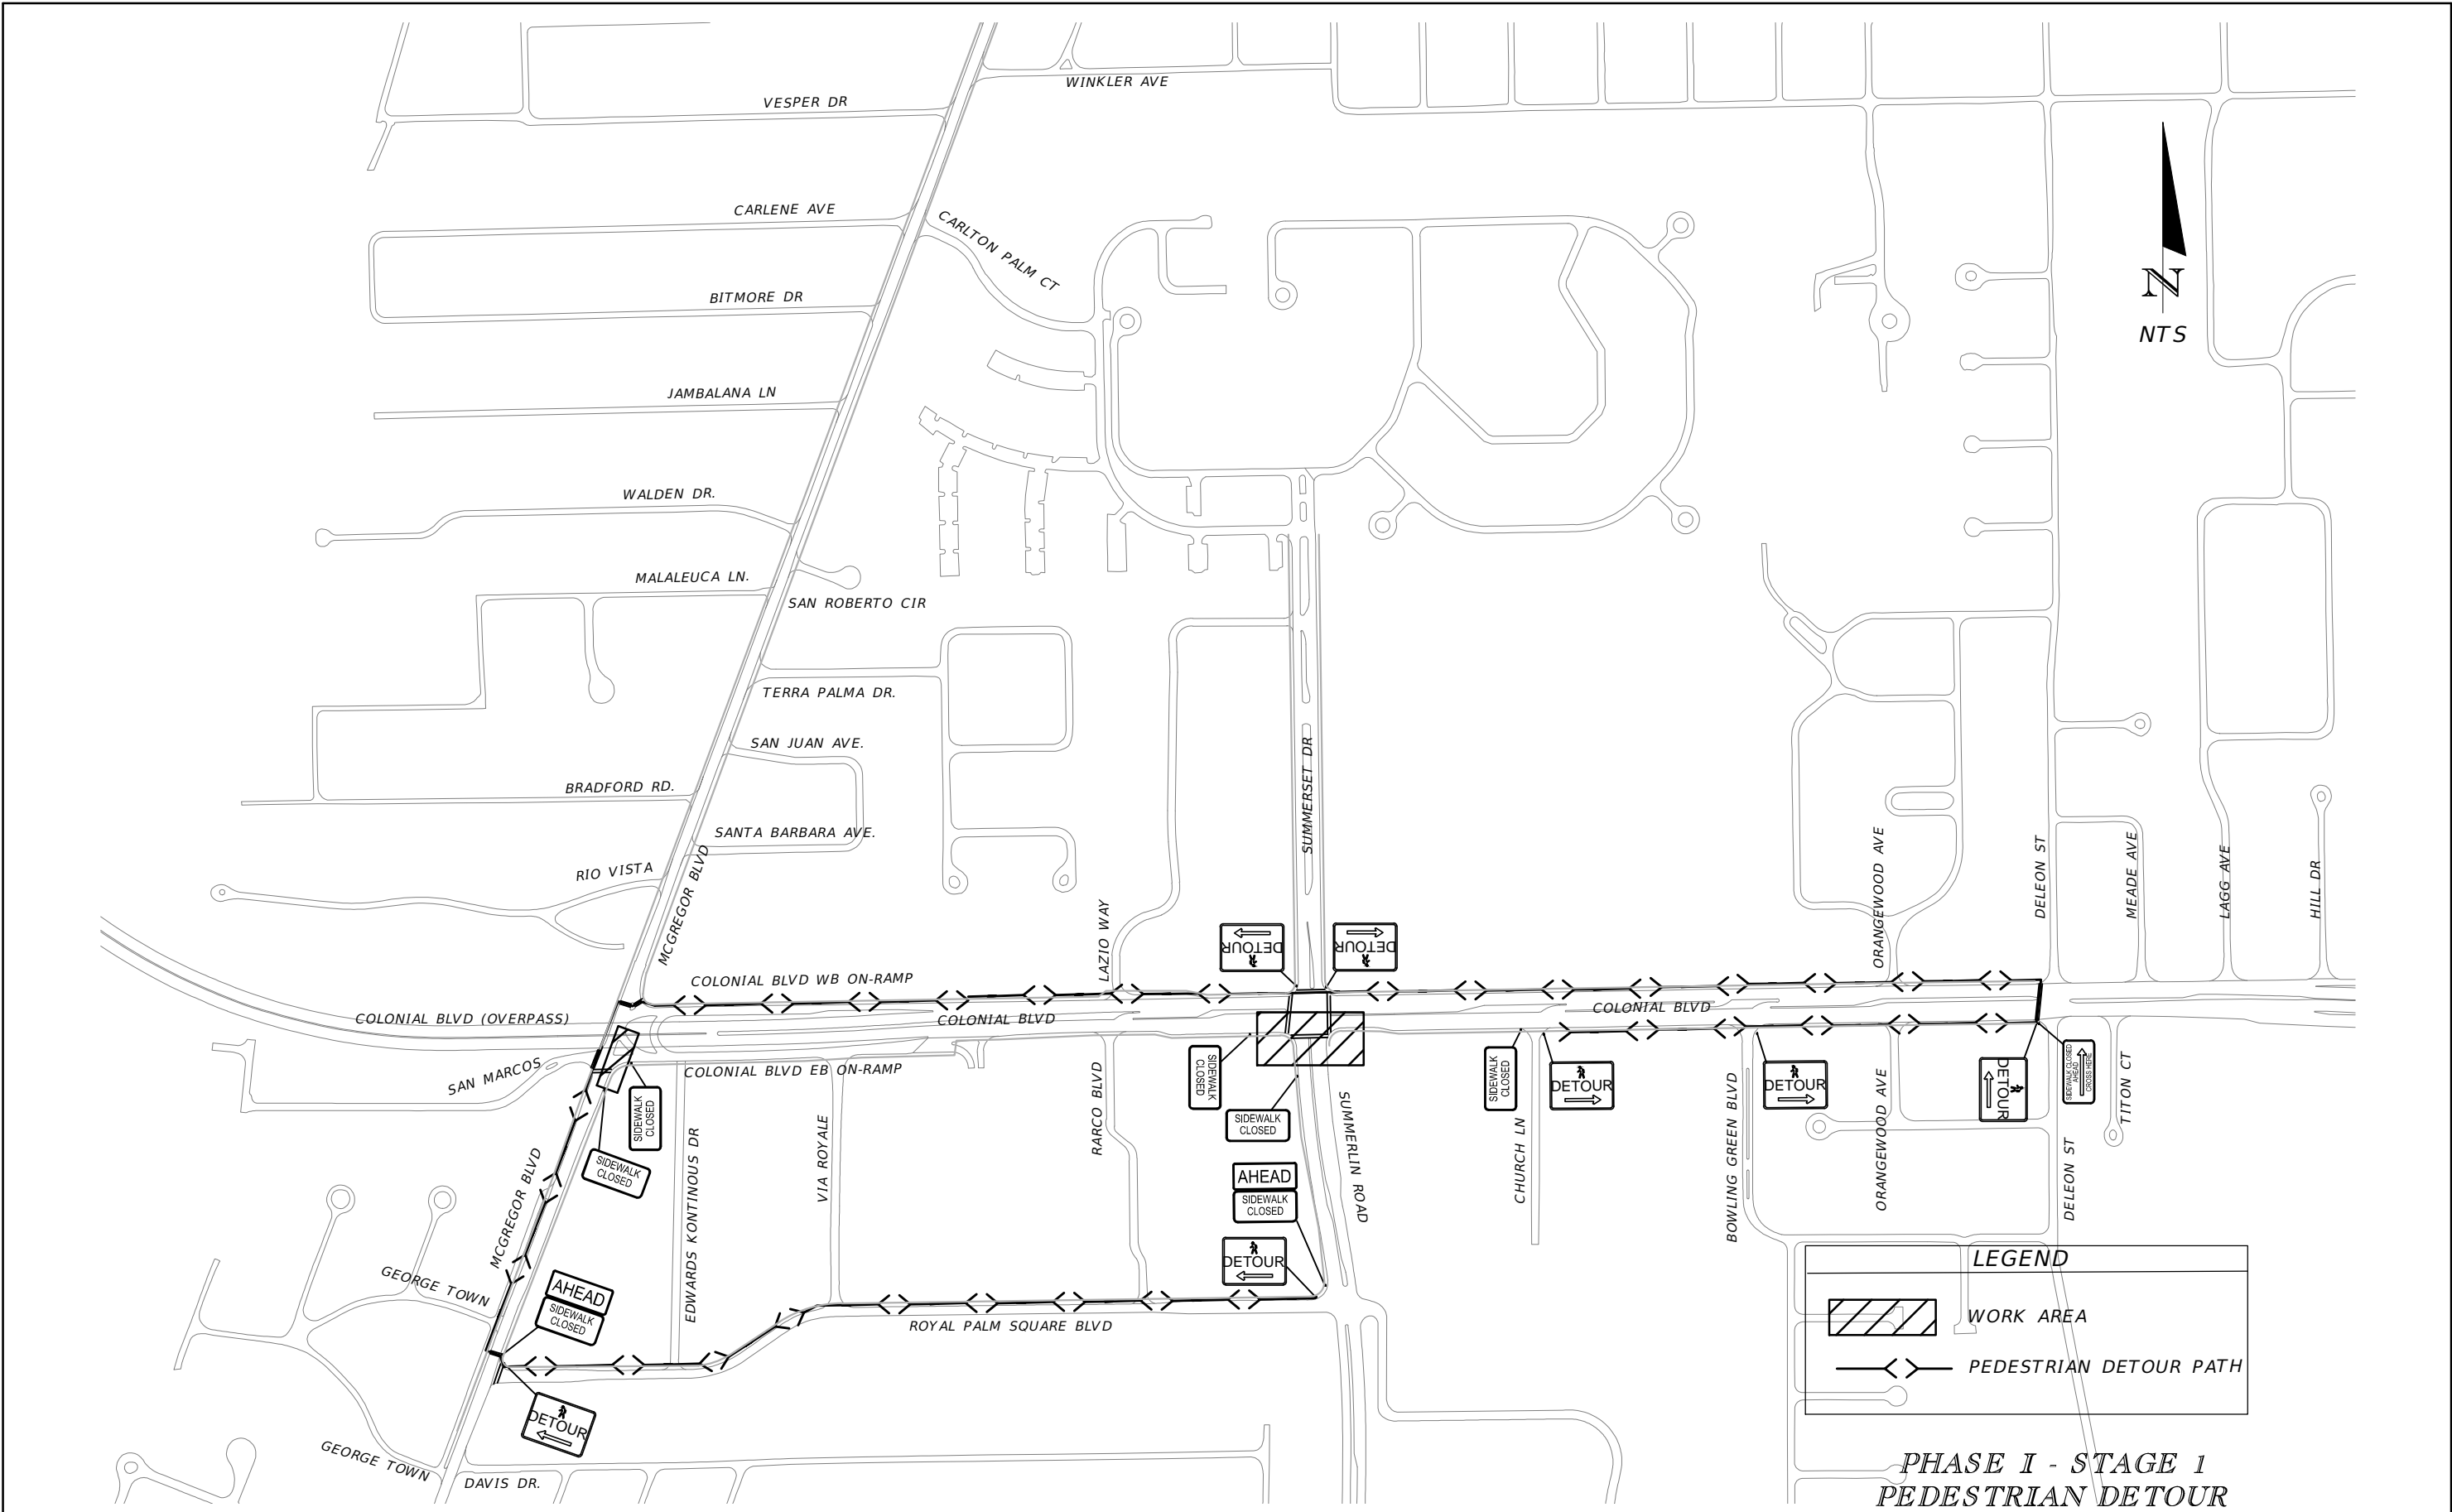 WINKLER AVE
VESPER DR
CARLENE AVE
CARLTON PALM CT
BITMORE DR
N
NTS
JAMBALANA LN
WALDEN DR.
MALALEUCA LN.
SAN ROBERTO CIR
TERRA PALMA DR.
SAN JUAN AVE.
BRADFORD RD.
SUMMERSET DR
SANTA BARBARA AVE.
RIO VISTA
MCGREGOR BLVD
LAZIO WAY
ORANGEWOOD AVE
DELEON ST
MEADE AVE
LAGG AVE
HILL DR
DETOUR
DETOUR
COLONIAL BLVD WB ON-RAMP
COLONIAL BLVD (OVERPASS)
COLONIAL BLVD
COLONIAL BLVD
SAN MARCOS
COLONIAL BLVD EB ON-RAMP
SIDEWALK
CLOSED
SIDEWALK
CLOSED
SIDEWALK
CLOSED
SIDEWALK
CLOSED
SIDEWALK
CLOSED
DETOUR
DETOUR
DETOUR
SIDEWALK CLOSED
AHEAD
CROSS HERE
TITON CT
MCGREGOR BLVD
EDWARDS KONTINOUS DR
VIA ROYALE
RARCO BLVD
SUMMERLIN ROAD
CHURCH LN
BOWLING GREEN BLVD
ORANGEWOOD AVE
DELEON ST
AHEAD
SIDEWALK
CLOSED
DETOUR
GEORGE TOWN
AHEAD
SIDEWALK
CLOSED
ROYAL PALM SQUARE BLVD
DETOUR
GEORGE TOWN
DAVIS DR.
LEGEND
WORK AREA
PEDESTRIAN DETOUR PATH
PHASE I - STAGE 1
PEDESTRIAN DETOUR